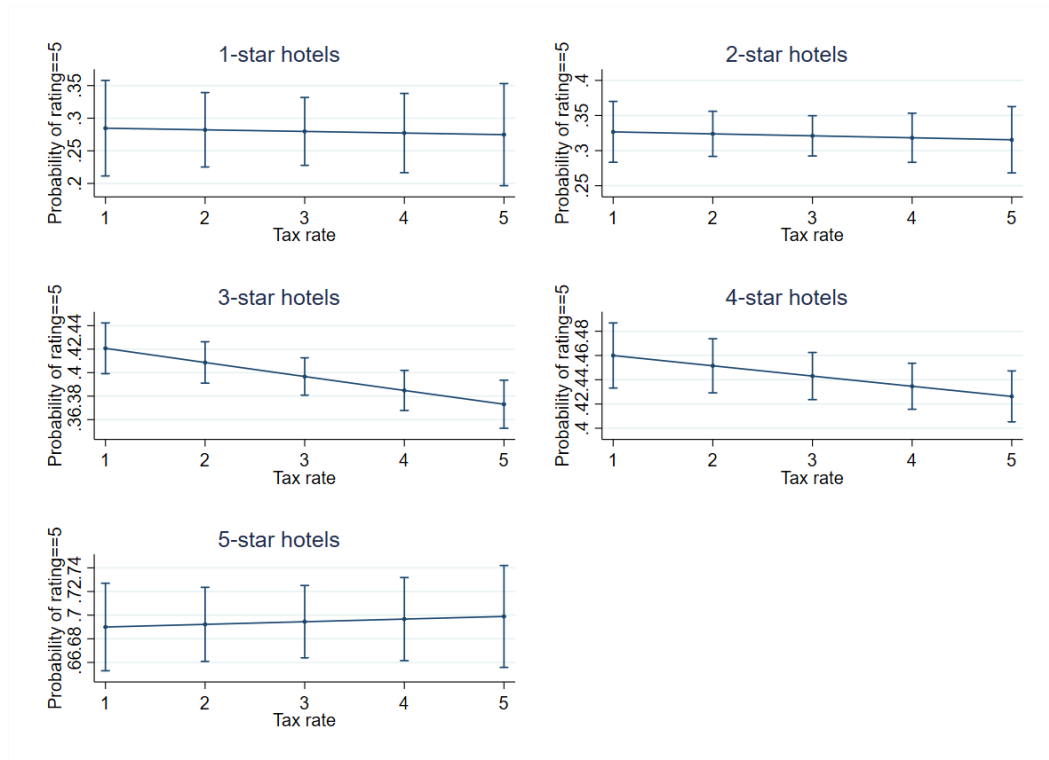 1-star hotels
Probability of rating==5
.2 .25 .3 .35
1 2 3 4 5
Tax rate
2-star hotels
Probability of rating==5
.25 .3 .35 .4
1 2 3 4 5
Tax rate
3-star hotels
Probability of rating==5
.36 .38 .4 .42 .44
1 2 3 4 5
Tax rate
4-star hotels
Probability of rating==5
.4 .42 .44 .46 .48
1 2 3 4 5
Tax rate
5-star hotels
Probability of rating==5
.66 .68 .7 .72 .74
1 2 3 4 5
Tax rate